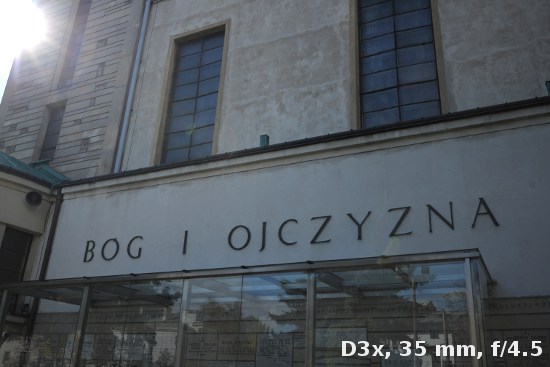 BOG I OJCZYZNA
D3x, 35 mm, f/4.5